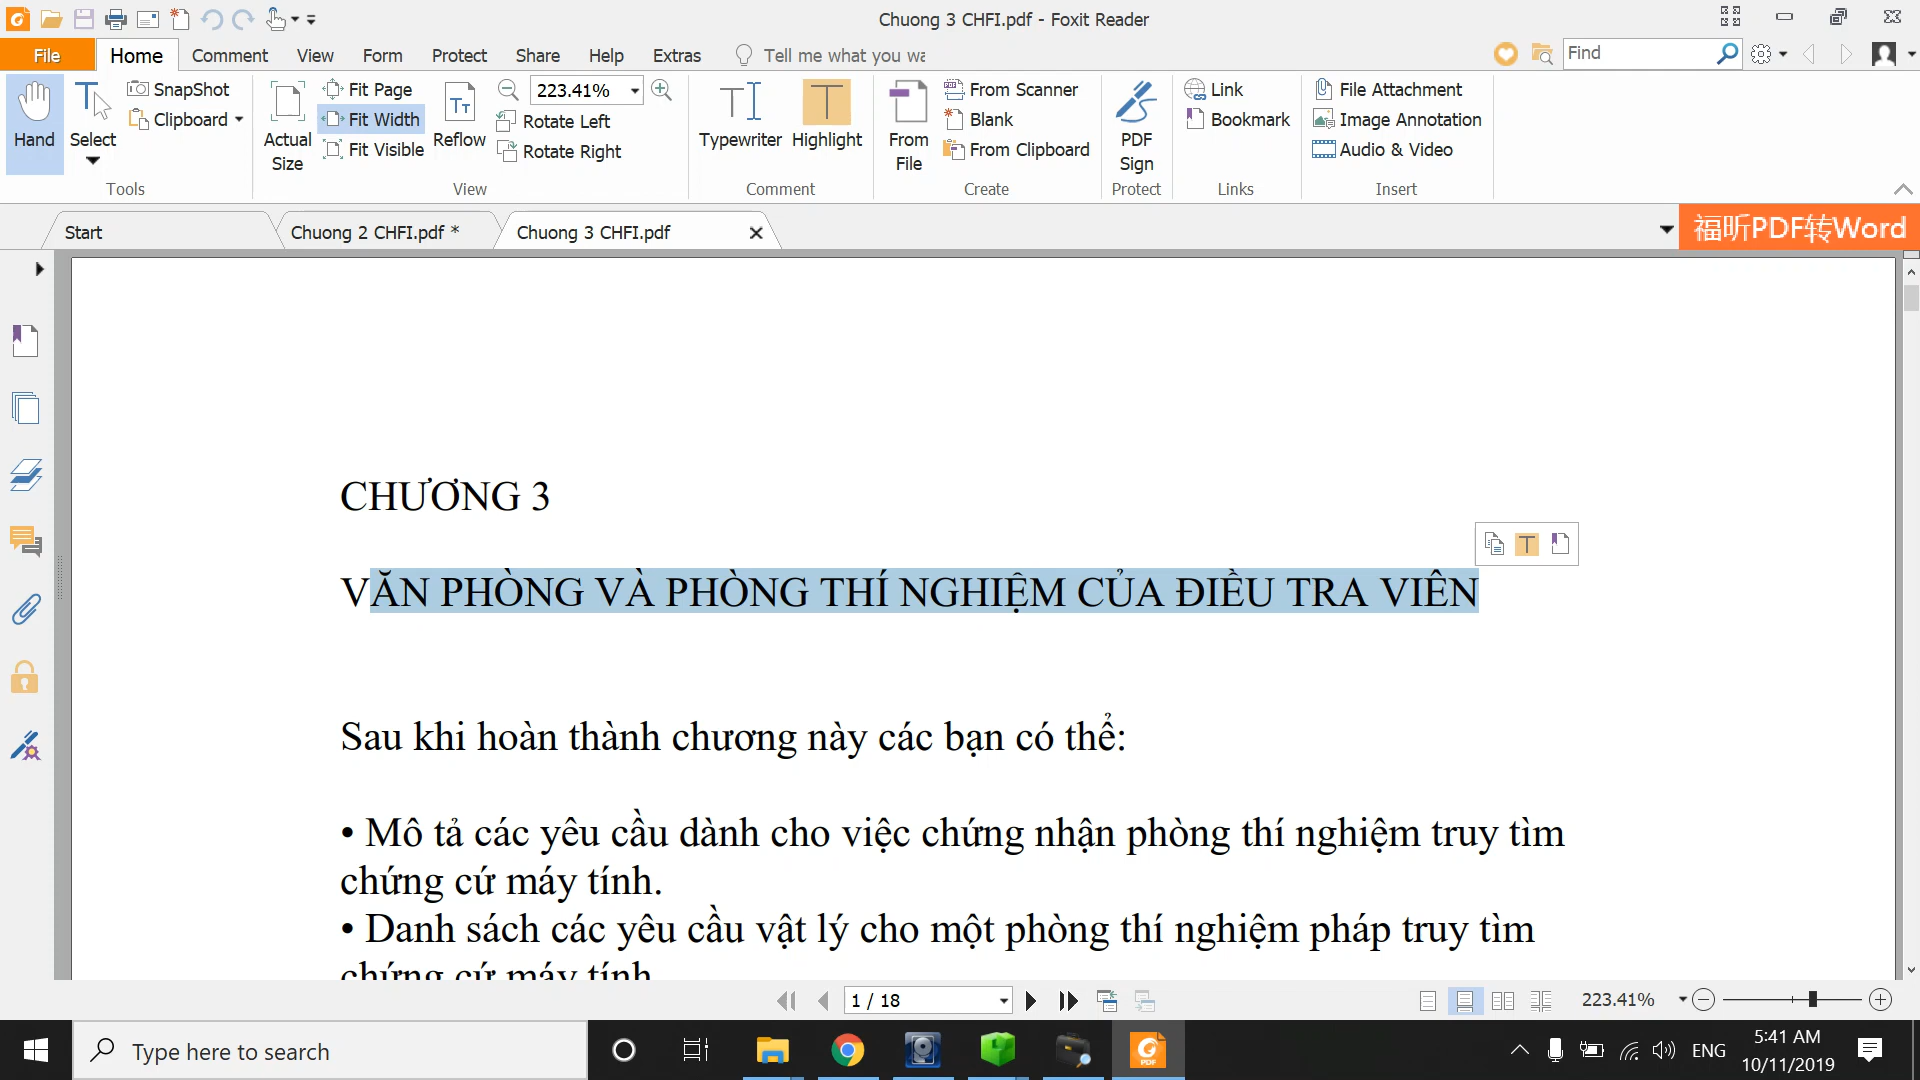 Chuong 3 CHFI.pdf - Foxit Reader
File Home Comment View Form Protect Share Help Extras Tell me what you wa Find
Hand Select SnapShot Clipboard
Tools
Actual Size Fit Page Fit Width Fit Visible Reflow 223.41% Rotate Left Rotate Right
View
Typewriter Highlight
Comment
From File From Scanner Blank From Clipboard
Create
PDF Sign
Protect
Link Bookmark
Links
File Attachment Image Annotation Audio & Video
Insert
Start Chuong 2 CHFI.pdf * Chuong 3 CHFI.pdf 福昕PDF转Word
CHƯƠNG 3
VĂN PHÒNG VÀ PHÒNG THÍ NGHIỆM CỦA ĐIỀU TRA VIÊN
Sau khi hoàn thành chương này các bạn có thể:
• Mô tả các yêu cầu dành cho việc chứng nhận phòng thí nghiệm truy tìm
chứng cứ máy tính.
• Danh sách các yêu cầu vật lý cho một phòng thí nghiệm pháp truy tìm
chứng cứ máy tính
1 / 18 223.41%
Type here to search PDF ENG 5:41 AM
10/11/2019